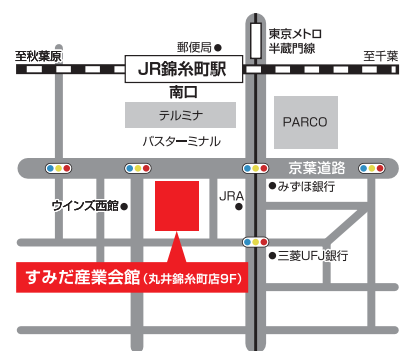 郵便局
東京メトロ
半蔵門線
至秋葉原
JR錦糸町駅
至千葉
南口
テルミナ
PARCO
バスターミナル
京葉道路
みずほ銀行
ウインズ西館
JRA
三菱UFJ銀行
すみだ産業会館(丸井錦糸町店9F)